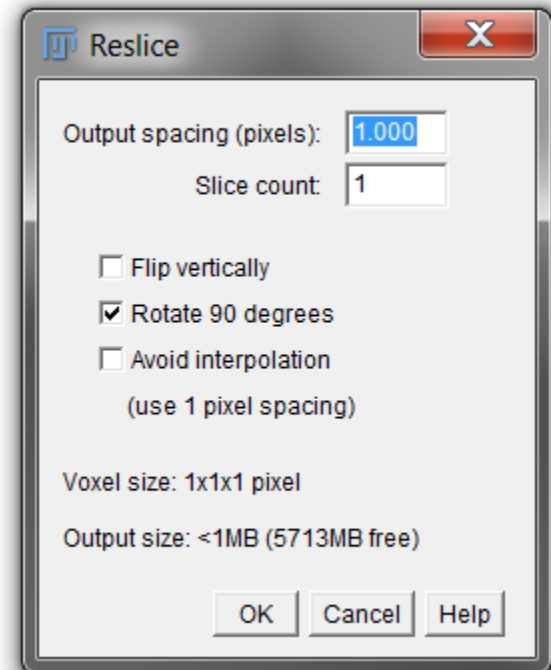 Reslice
Output spacing (pixels): 1.000
Slice count: 1
Flip vertically
Rotate 90 degrees
Avoid interpolation
(use 1 pixel spacing)
Voxel size: 1x1x1 pixel
Output size: <1MB (5713MB free)
OK Cancel Help